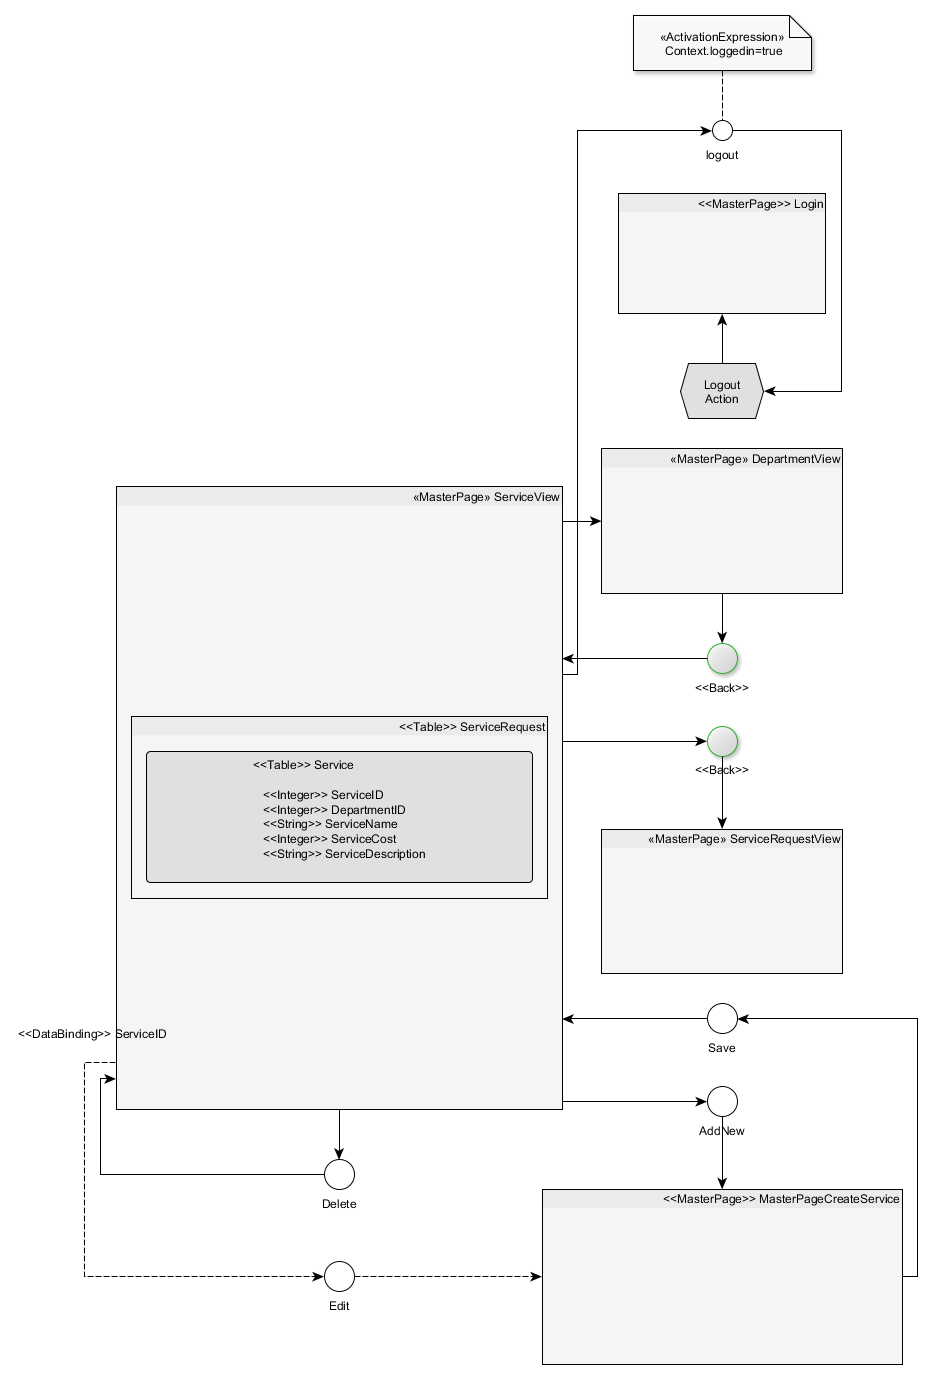 «ActivationExpression»
Context.loggedin=true
logout
<<MasterPage>> Login
Logout
Action
«MasterPage» DepartmentView
«MasterPage» ServiceView
<<Back>>
<<Table>> ServiceRequest
<<Table>> Service
<<Integer>> ServiceID
<<Integer>> DepartmentID
<<String>> ServiceName
<<Integer>> ServiceCost
<<String>> ServiceDescription
<<Back>>
«MasterPage» ServiceRequestView
<<DataBinding>> ServiceID
Save
AddNew
Delete
<<MasterPage>> MasterPageCreateService
Edit